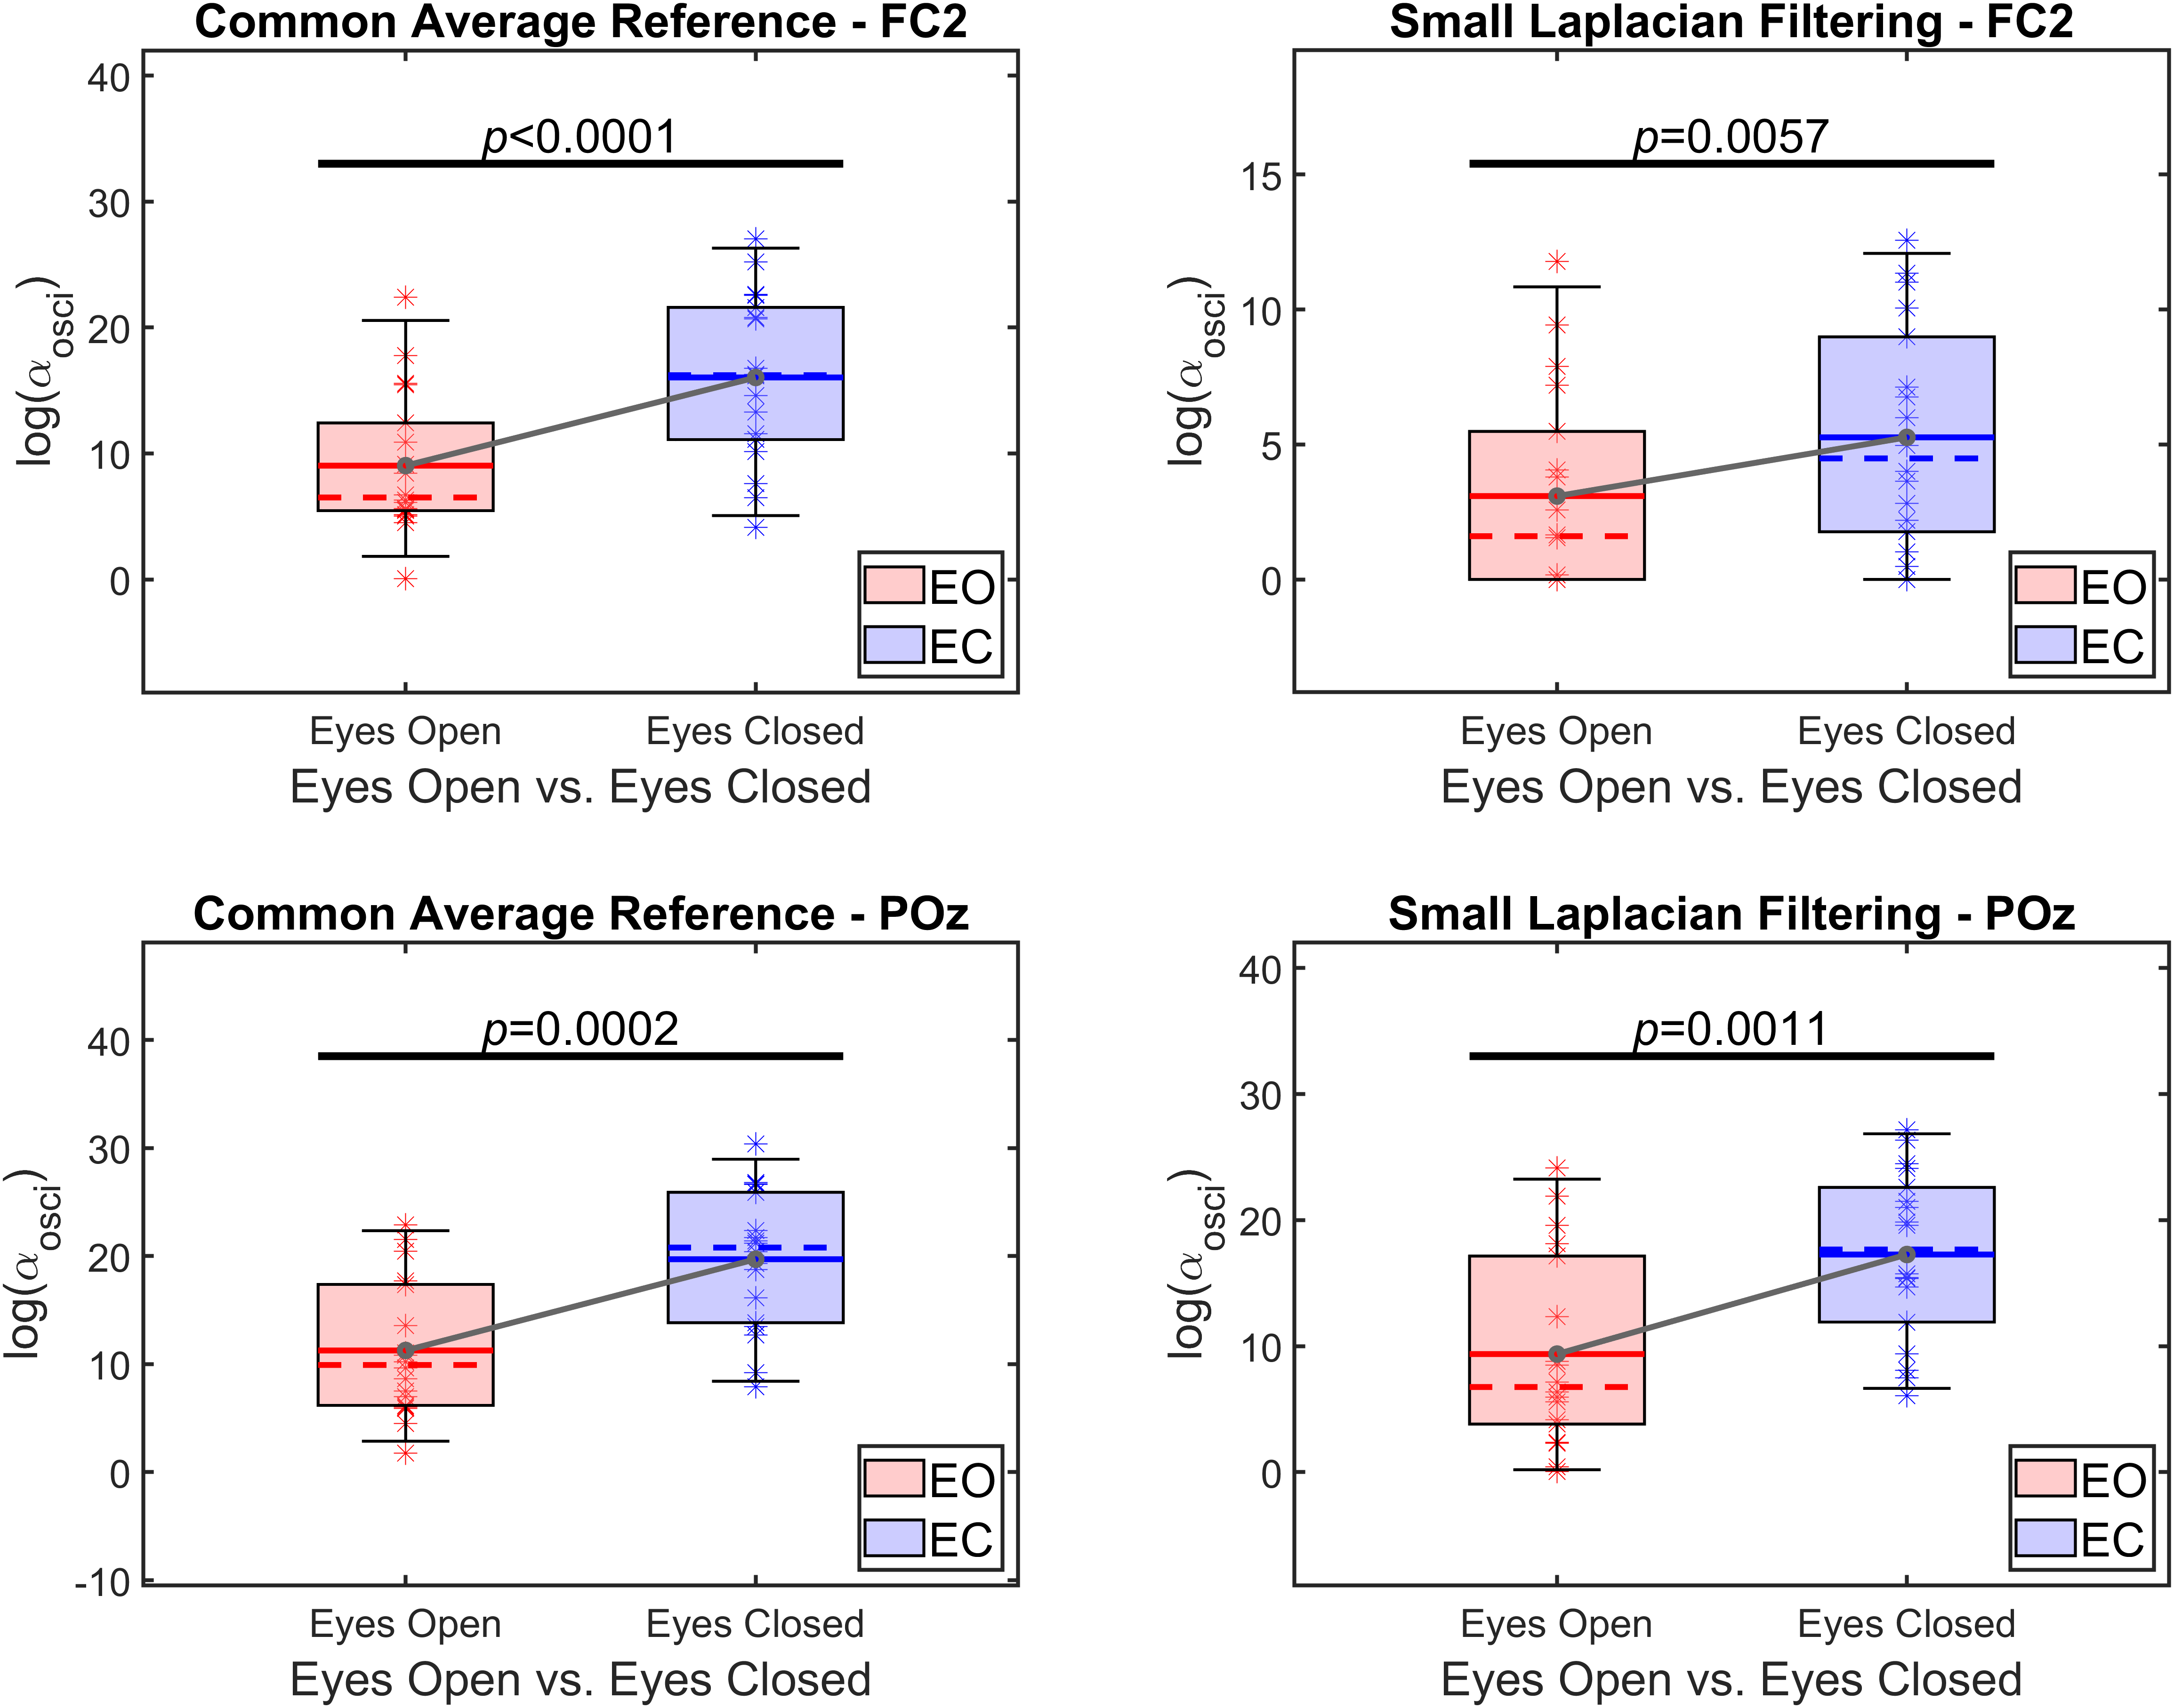 Common Average Reference - FC2
40
30
20
10
0
log(α_osci)
p<0.0001
EO
EC
Eyes Open
Eyes Closed
Eyes Open vs. Eyes Closed
Small Laplacian Filtering - FC2
15
10
5
0
log(α_osci)
p=0.0057
EO
EC
Eyes Open
Eyes Closed
Eyes Open vs. Eyes Closed
Common Average Reference - POz
40
30
20
10
0
-10
log(α_osci)
p=0.0002
EO
EC
Eyes Open
Eyes Closed
Eyes Open vs. Eyes Closed
Small Laplacian Filtering - POz
40
30
20
10
0
log(α_osci)
p=0.0011
EO
EC
Eyes Open
Eyes Closed
Eyes Open vs. Eyes Closed